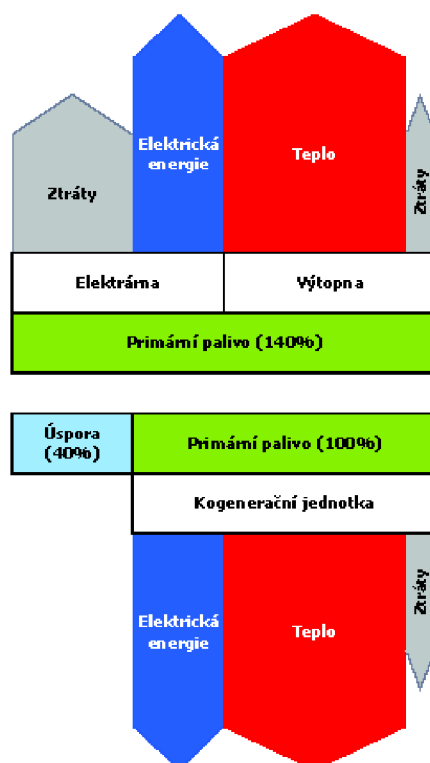 Elektrická
energie
Teplo
Ztráty
Ztráty
Elektrárna
Výtopna
Primární palivo (140%)
Úspora
(40%)
Primární palivo (100%)
Kogenerační jednotka
Elektrická
energie
Teplo
Ztráty